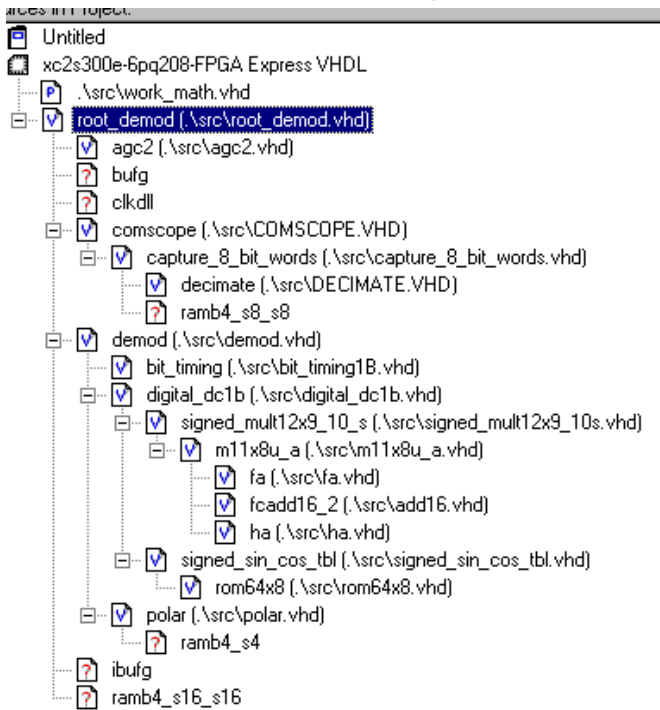 Sources in Project:
Untitled
xc2s300e-6pq208-FPGA Express VHDL
P .\src\work_math.vhd
V root_demod (.\src\root_demod.vhd)
V agc2 (.\src\agc2.vhd)
? bufg
? clkdll
V comscope (.\src\COMSCOPE.VHD)
V capture_8_bit_words (.\src\capture_8_bit_words.vhd)
V decimate (.\src\DECIMATE.VHD)
? ramb4_s8_s8
V demod (.\src\demod.vhd)
V bit_timing (.\src\bit_timing1B.vhd)
V digital_dc1b (.\src\digital_dc1b.vhd)
V signed_mult12x9_10_s (.\src\signed_mult12x9_10s.vhd)
V m11x8u_a (.\src\m11x8u_a.vhd)
V fa (.\src\fa.vhd)
V fcadd16_2 (.\src\add16.vhd)
V ha (.\src\ha.vhd)
V signed_sin_cos_tbl (.\src\signed_sin_cos_tbl.vhd)
V rom64x8 (.\src\rom64x8.vhd)
V polar (.\src\polar.vhd)
? ramb4_s4
? ibufg
? ramb4_s16_s16